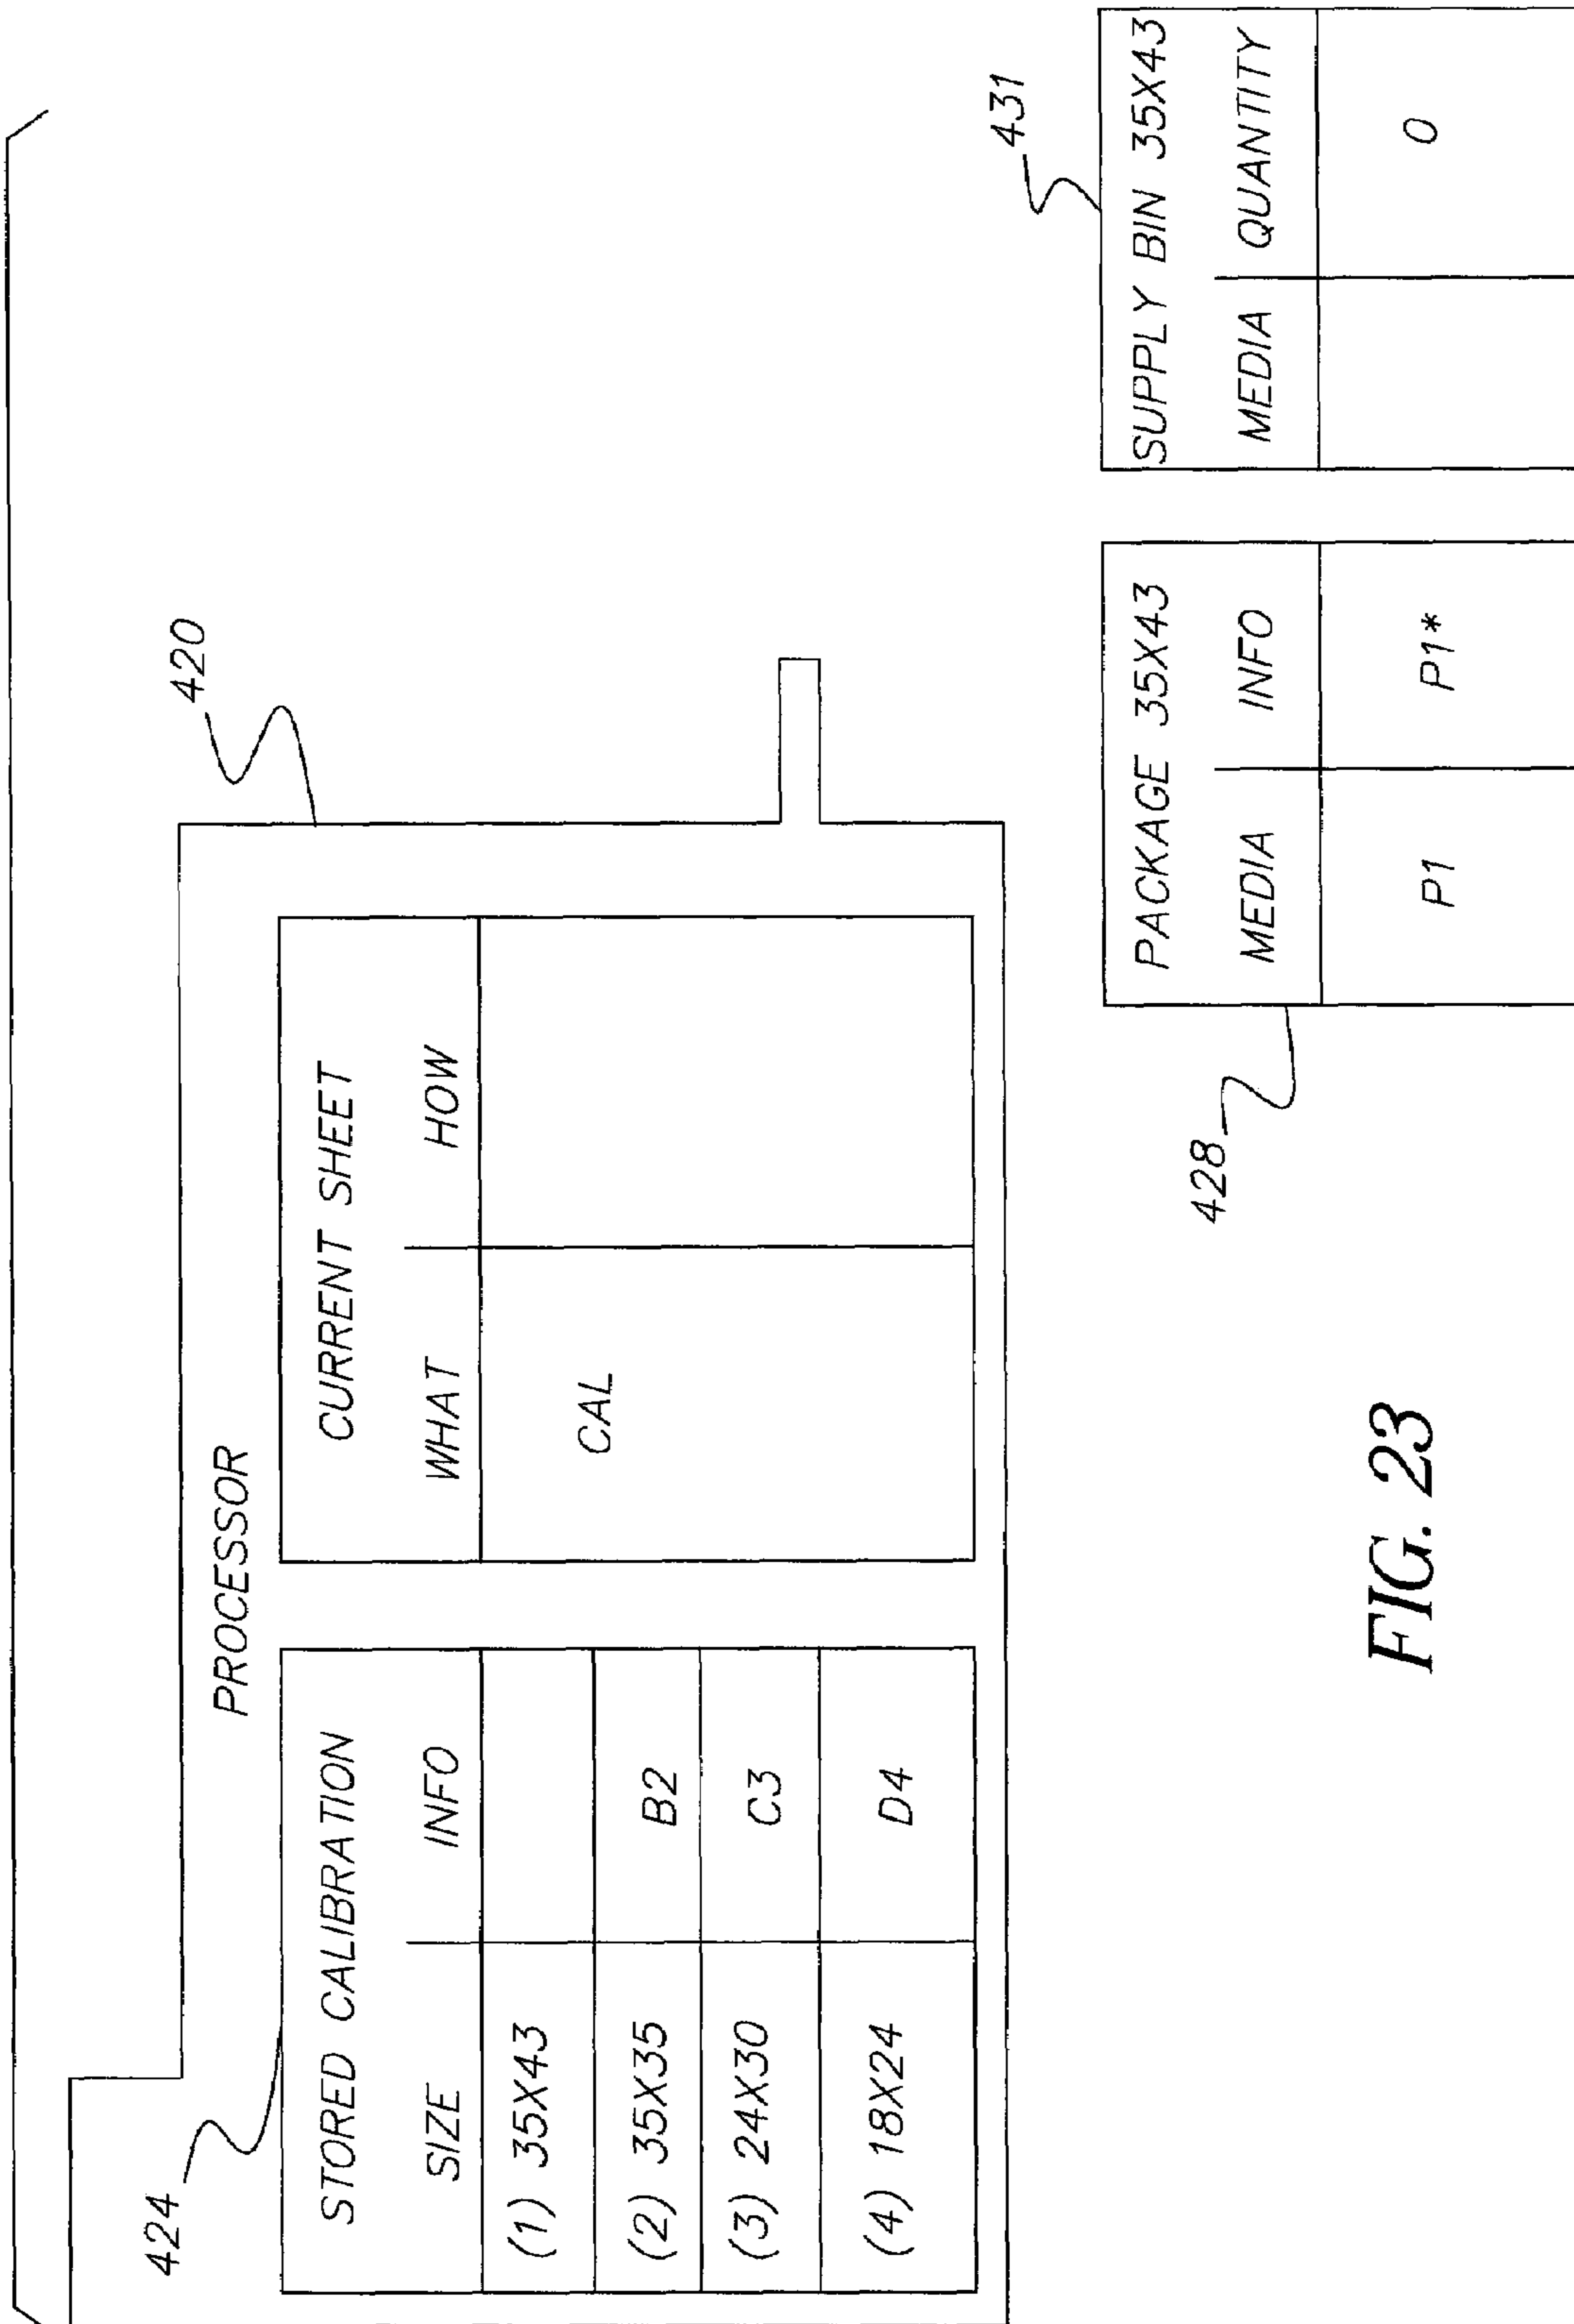 420
PROCESSOR
424
STORED CALIBRATION
SIZE INFO
(1) 35X43
(2) 35X35 B2
(3) 24X30 C3
(4) 18X24 D4
CURRENT SHEET
WHAT HOW
CAL
428
PACKAGE 35X43
MEDIA INFO
P1 P1*
431
SUPPLY BIN 35X43
MEDIA QUANTITY
0
FIG. 23